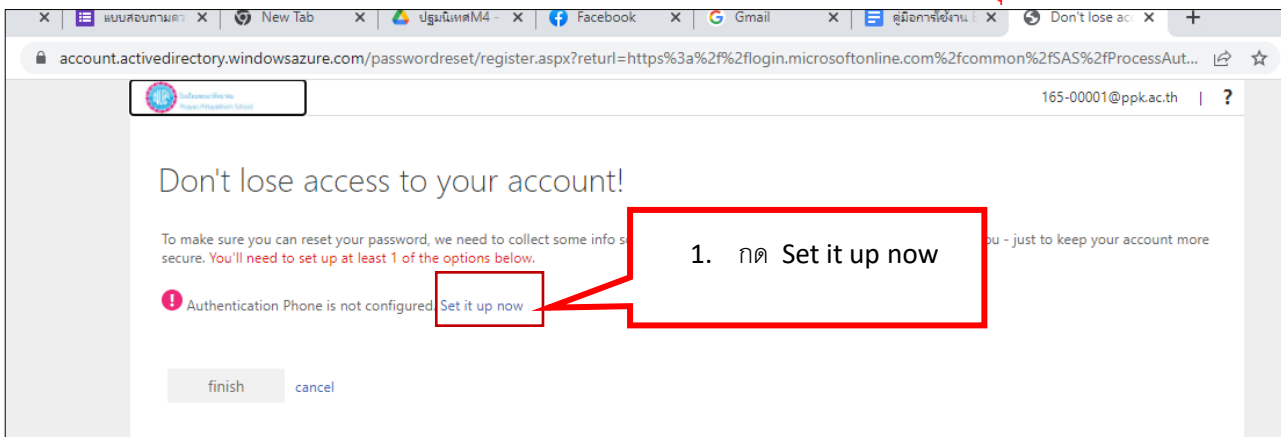 แบบสอบถามคว
New Tab
ปฐมนิเทศM4 -
Facebook
Gmail
คู่มือการใช้งาน E
Don't lose acc
account.activedirectory.windowsazure.com/passwordreset/register.aspx?returl=https%3a%2f%2flogin.microsoftonline.com%2fcommon%2fSAS%2fProcessAut...
165-00001@ppk.ac.th | ?
Don't lose access to your account!
To make sure you can reset your password, we need to collect some info s
ou - just to keep your account more
secure. You'll need to set up at least 1 of the options below.
Authentication Phone is not configured. Set it up now
1. กด Set it up now
finish cancel